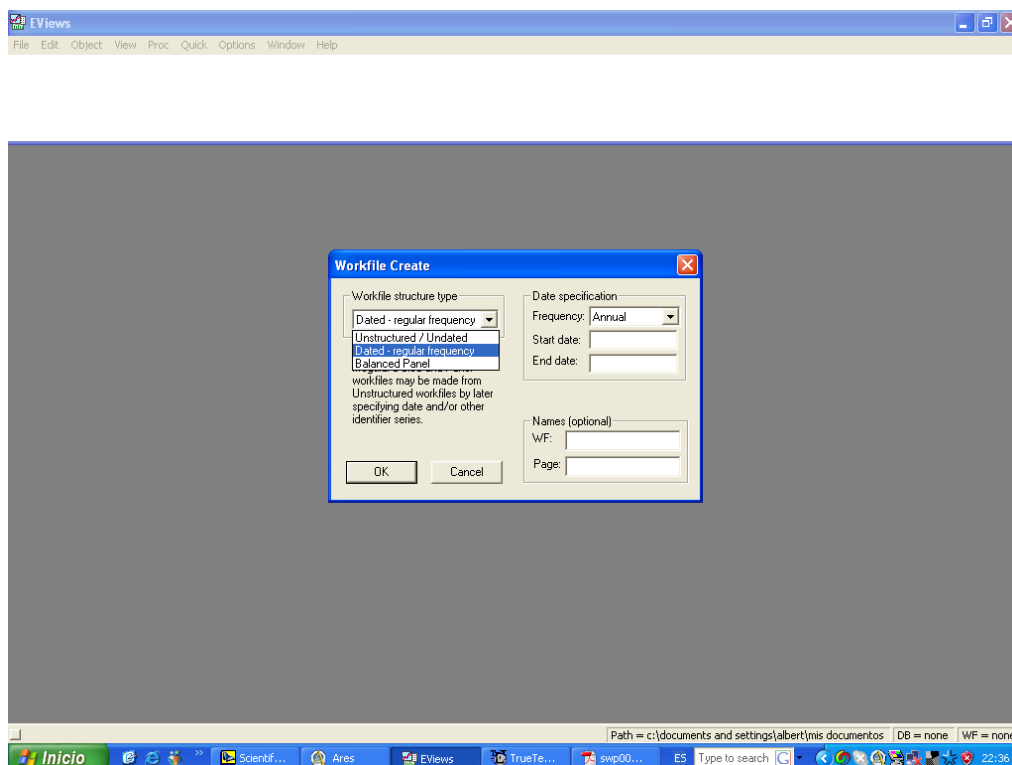 EViews
File Edit Object View Proc Quick Options Window Help
Workfile Create
Workfile structure type
Dated - regular frequency
Unstructured / Undated
Dated - regular frequency
Balanced Panel
workfiles may be made from
Unstructured workfiles by later
specifying date and/or other
identifier series.
OK Cancel
Date specification
Frequency: Annual
Start date:
End date:
Names (optional)
WF:
Page:
Path = c:\documents and settings\albert\mis documentos DB = none WF = none
Inicio » Scientif... Ares EViews TrueTe... swp00... ES Type to search 22:36